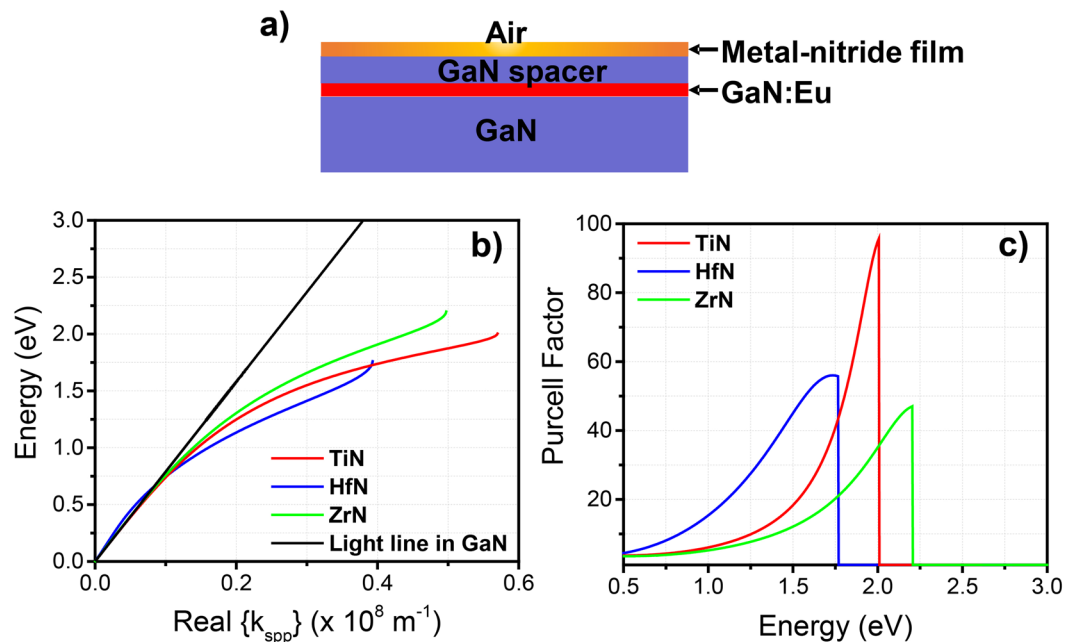 a)
Air
Metal-nitride film
GaN spacer
GaN:Eu
GaN
b)
3.0
2.5
2.0
1.5
1.0
0.5
0.0
Energy (eV)
TiN
HfN
ZrN
Light line in GaN
0.0 0.2 0.4 0.6
Real {k_spp} (x 10^8 m^-1)
c)
100
80
60
40
20
Purcell Factor
TiN
HfN
ZrN
0.5 1.0 1.5 2.0 2.5 3.0
Energy (eV)